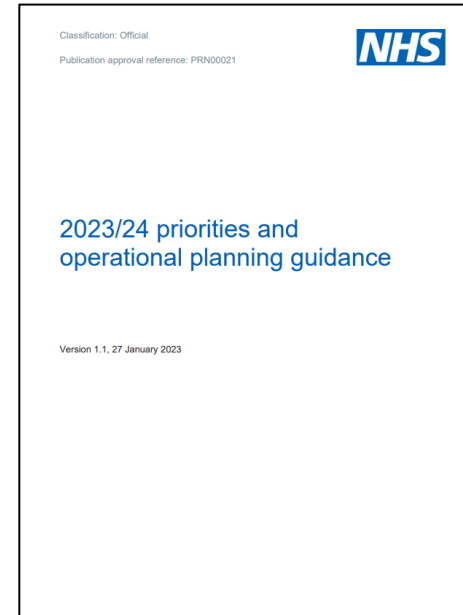 Classification: Official
Publication approval reference: PRN00021
NHS
2023/24 priorities and
operational planning guidance
Version 1.1, 27 January 2023